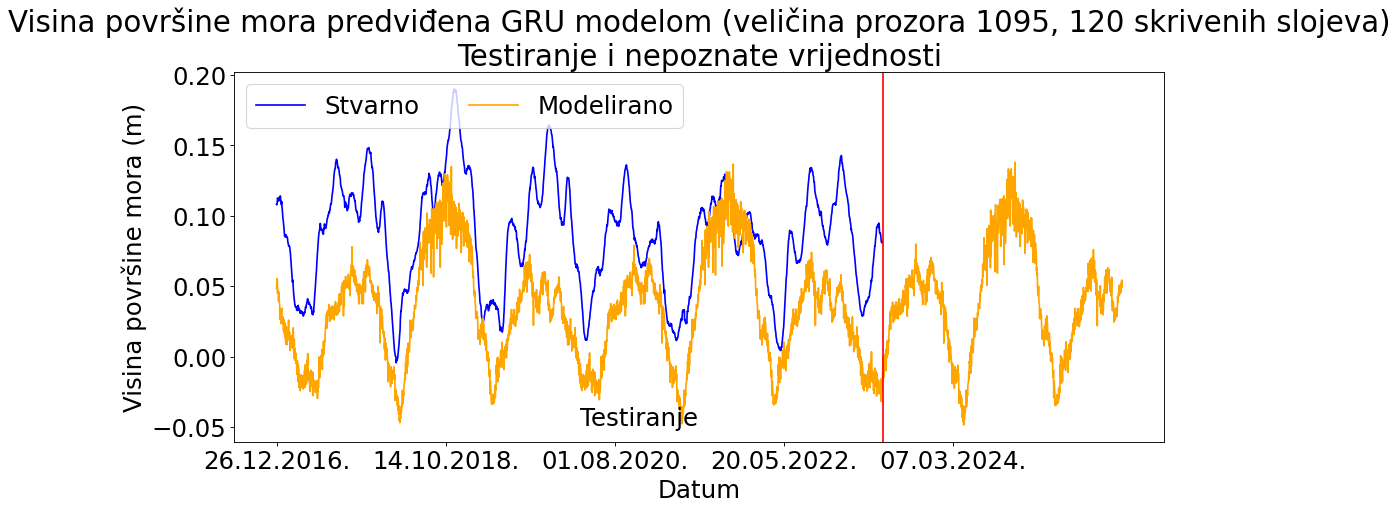 Visina površine mora predviđena GRU modelom (veličina prozora 1095, 120 skrivenih slojeva)
Testiranje i nepoznate vrijednosti
Stvarno Modelirano
Visina površine mora (m)
0.20
0.15
0.10
0.05
0.00
−0.05
Testiranje
26.12.2016. 14.10.2018. 01.08.2020. 20.05.2022. 07.03.2024.
Datum